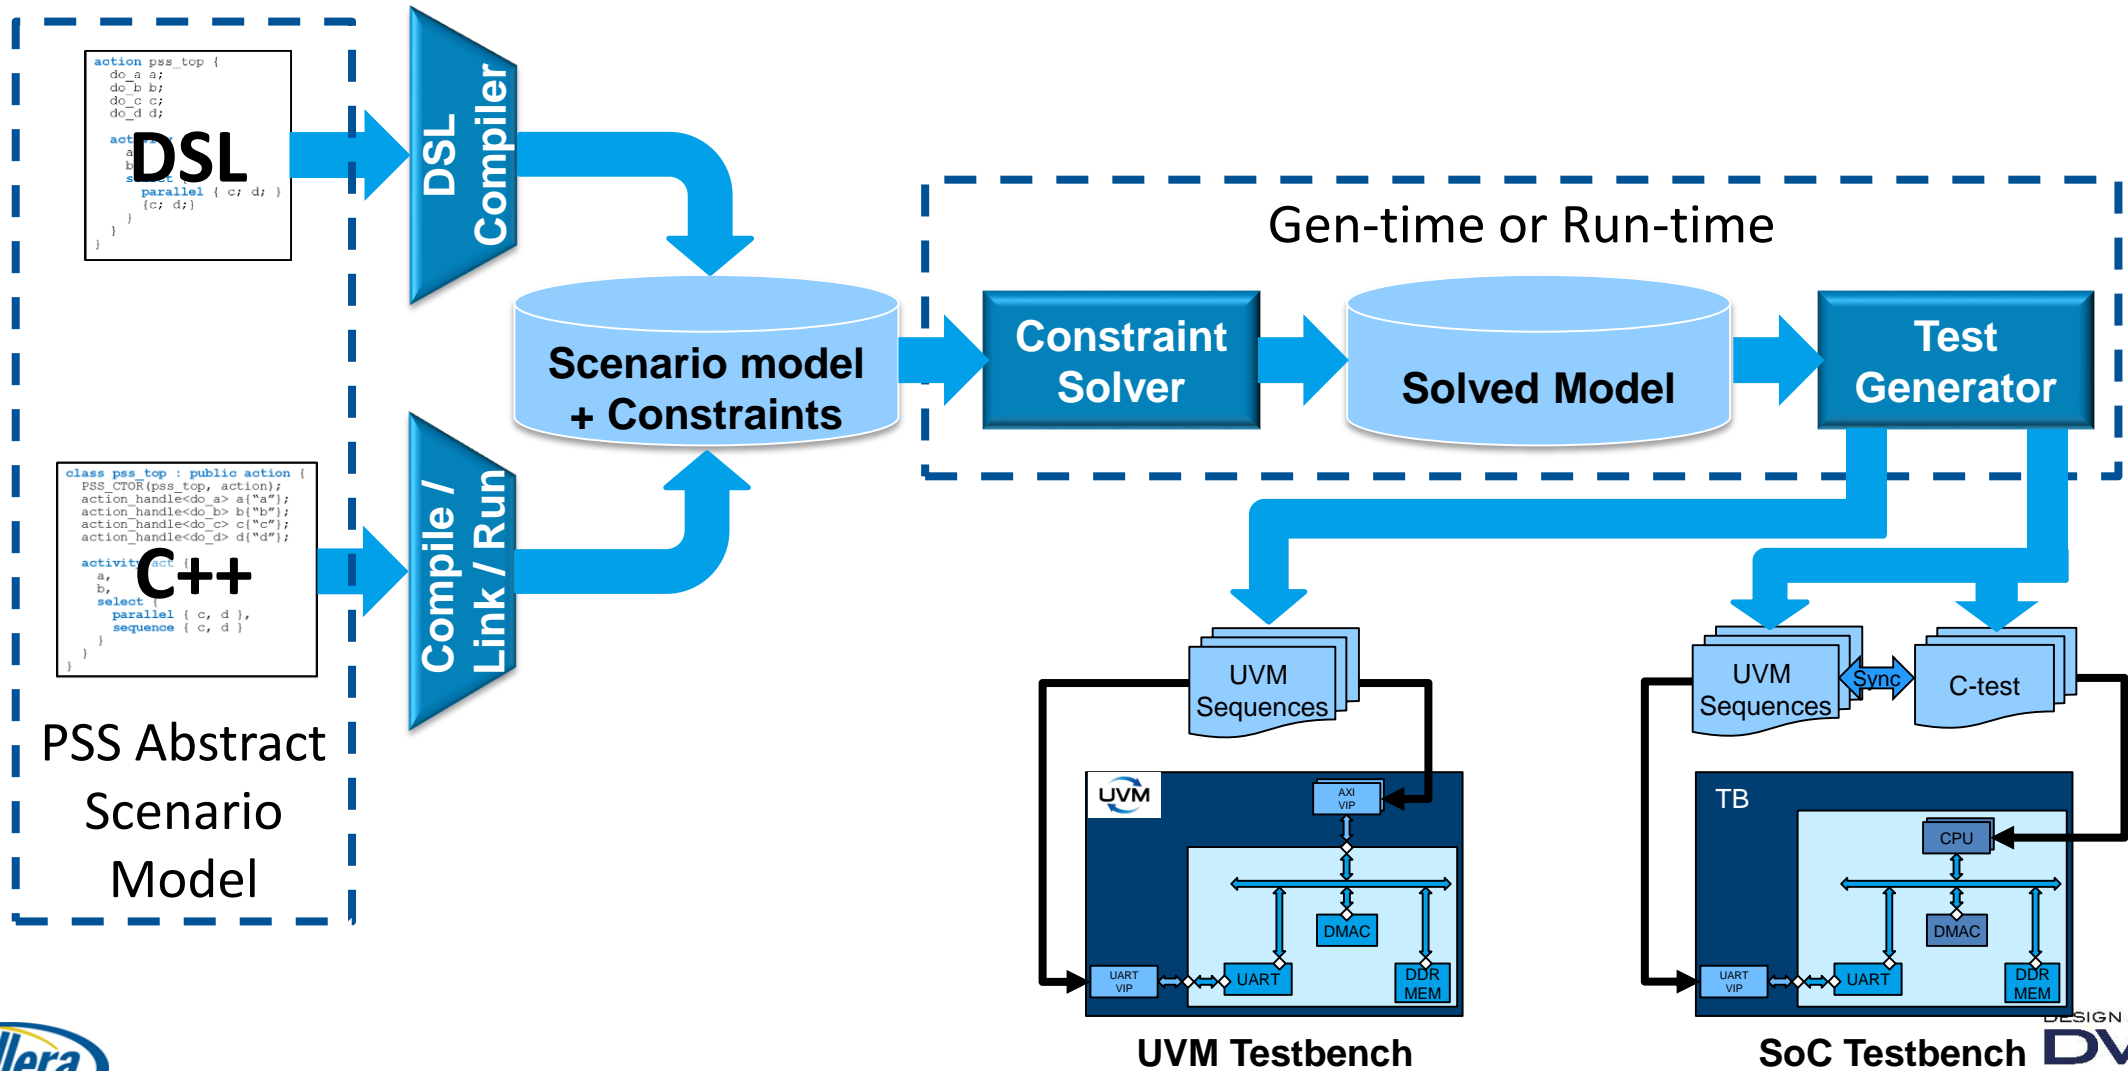 action pss_top {
do_a a;
do_b b;
do_c c;
do_d d;
DSL
parallel { c; d; }
{c; d;}
}
}
}
class pss_top : public action {
PSS_CTOR(pss_top, action);
action_handle<do_a> a{“a”};
action_handle<do_b> b{“b”};
action_handle<do_c> c{“c”};
action_handle<do_d> d{“d”};
activity act {
C++
a,
b,
select {
parallel { c, d },
sequence { c, d }
}
}
}
PSS Abstract
Scenario
Model
DSL
Compiler
Compile /
Link / Run
Scenario model
+ Constraints
Gen-time or Run-time
Constraint
Solver
Solved Model
Test
Generator
UVM
Sequences
UVM
Sequences
Sync
C-test
UVM
AXI
VIP
DMAC
UART
VIP
UART
DDR
MEM
UVM Testbench
TB
CPU
DMAC
UART
VIP
UART
DDR
MEM
SoC Testbench
DESIGN